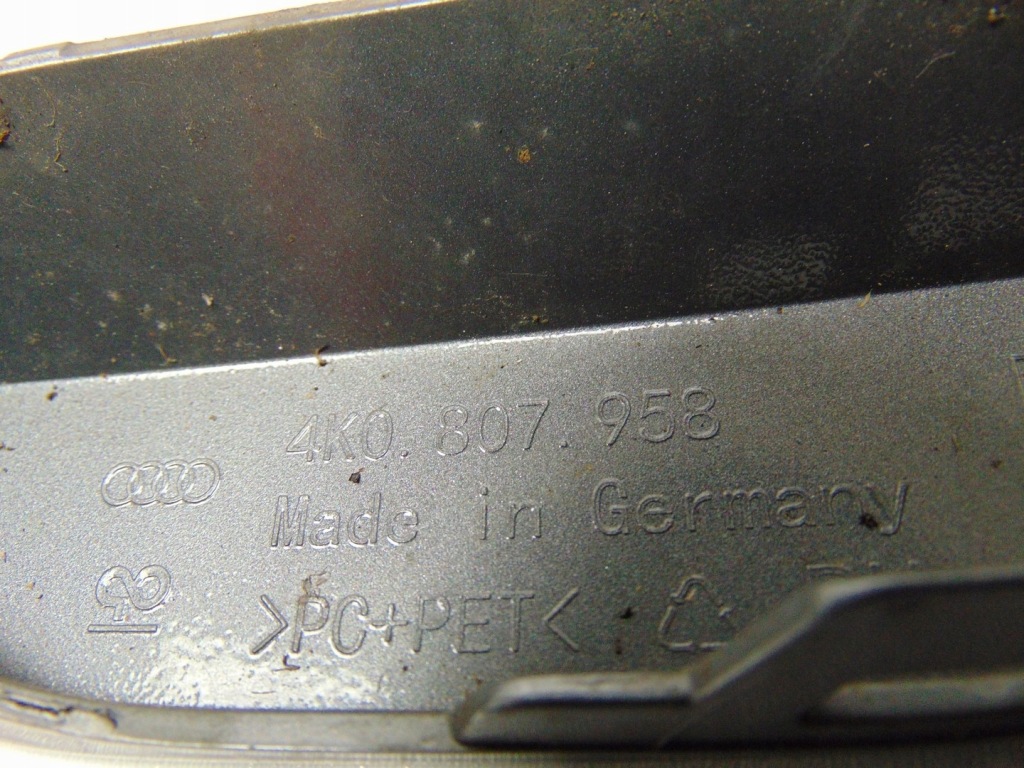 4K0.807.958
Made in Germany
>PC+PET<